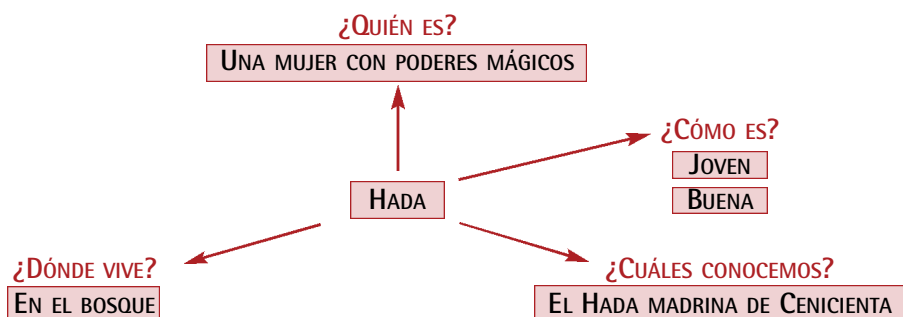 ¿Quién es?
Una mujer con poderes mágicos
¿Cómo es?
Joven
Buena
Hada
¿Dónde vive?
En el bosque
¿Cuáles conocemos?
El Hada madrina de Cenicienta